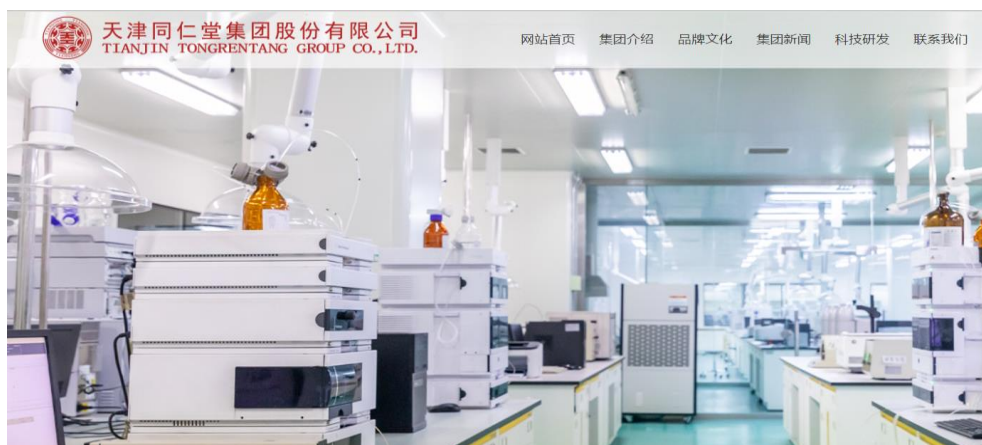 天津同仁堂集团股份有限公司
TIANJIN TONGRENTANG GROUP CO.,LTD.
网站首页 集团介绍 品牌文化 集团新闻 科技研发 联系我们